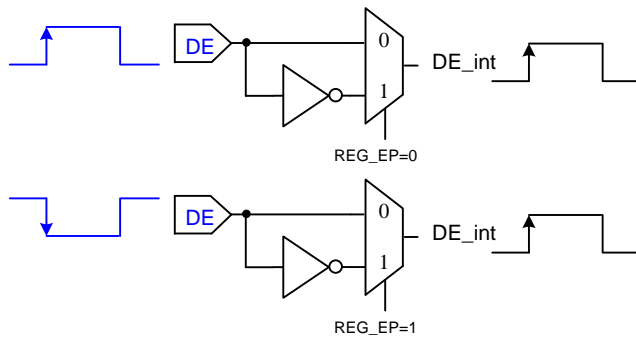 DE
0
DE_int
1
REG_EP=0
DE
0
DE_int
1
REG_EP=1